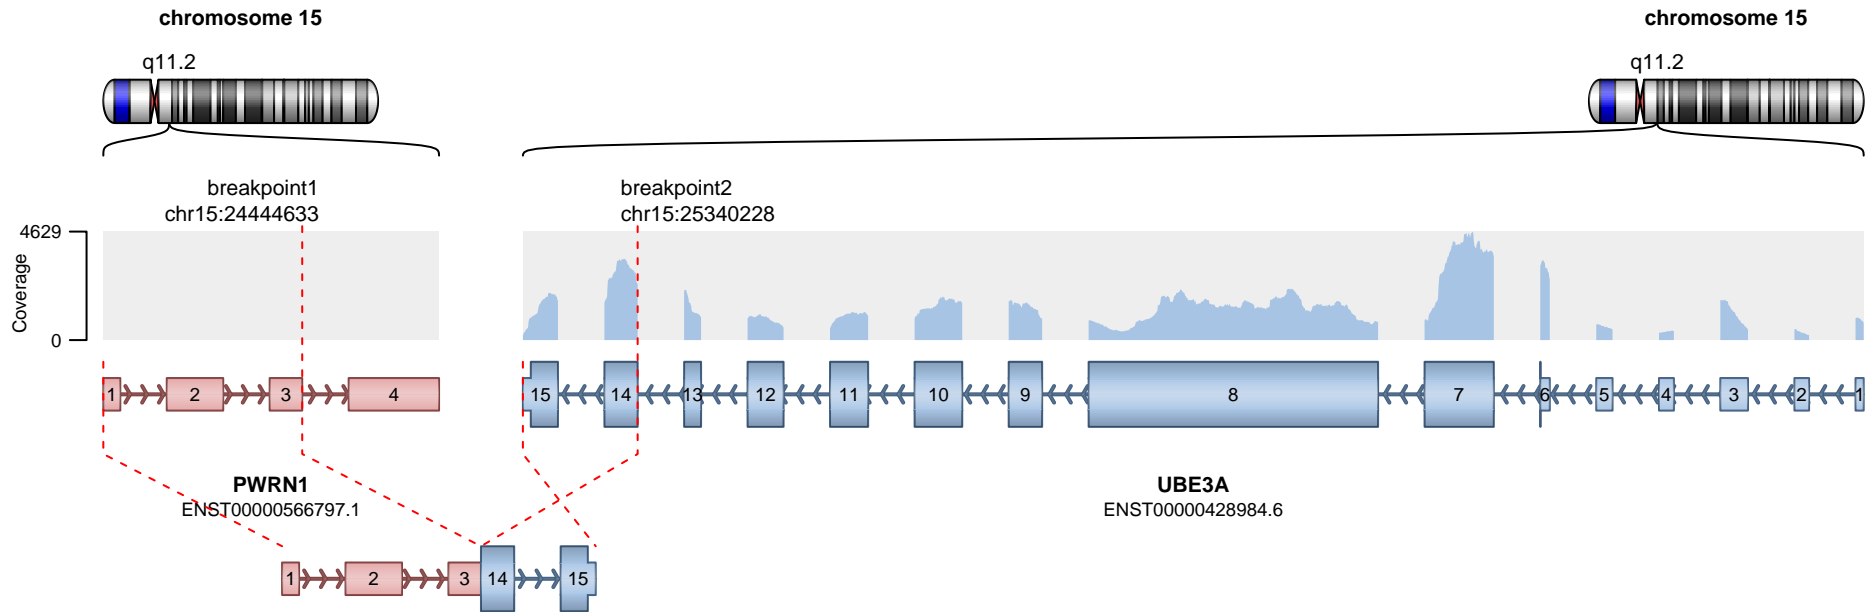 chromosome 15
chromosome 15
q11.2
q11.2
breakpoint1
chr15:24444633
breakpoint2
chr15:25340228
4629
Coverage
0
1 2 3 4
15 14 13 12 11 10 9 8 7 6 5 4 3 2 1
PWRN1
ENST00000566797.1
UBE3A
ENST00000428984.6
1 2 3 14 15